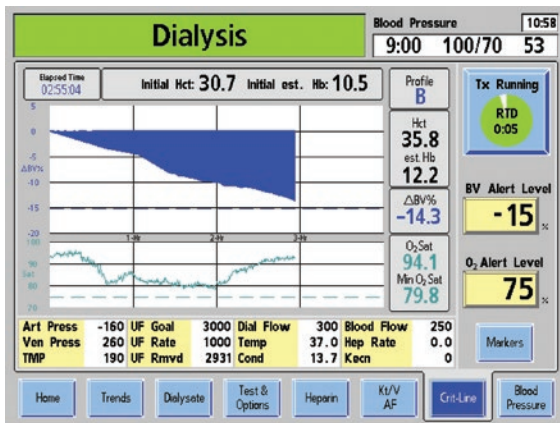 Dialysis
Blood Pressure
10:58
9:00 100/70 53
Elapsed Time
02:55:04
Initial Hct: 30.7 Initial est. Hb: 10.5
Profile
B
Tx Running
RTD
0:05
Hct
35.8
est. Hb
12.2
△BV%
-14.3
O₂Sat
94.1
Min O₂Sat
79.8
BV Alert Level
-15 %
O₂ Alert Level
75 %
Markers
5
0
-5
△BV%
-10
-15
-20
1-Hr 2-Hr 3-Hr
100
90
Sat
80
70
Art Press -160 UF Goal 3000 Dial Flow 300 Blood Flow 250
Ven Press 260 UF Rate 1000 Temp 37.0 Hep Rate 0.0
TMP 190 UF Rmvd 2931 Cond 13.7 Kecn 0
Home
Trends
Dialysate
Test &
Options
Heparin
Kt/V
AF
Crit-Line
Blood
Pressure